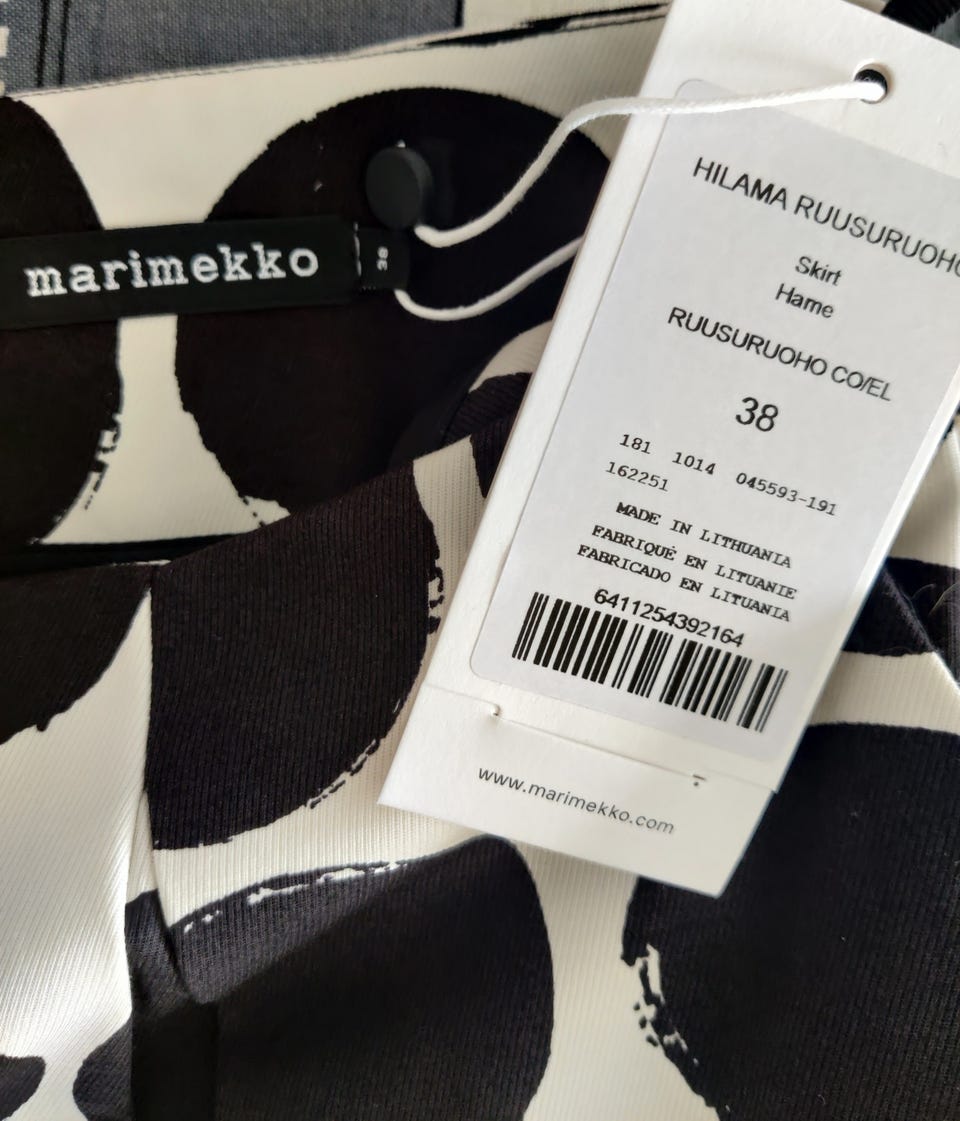 marimekko
38
HILAMA RUUSURUOHO
Skirt
Hame
RUUSURUOHO CO/EL
38
181 1014 045593-191
162251
MADE IN LITHUANIA
FABRIQUÉ EN LITUANIE
FABRICADO EN LITUANIA
6411254392164
www.marimekko.com